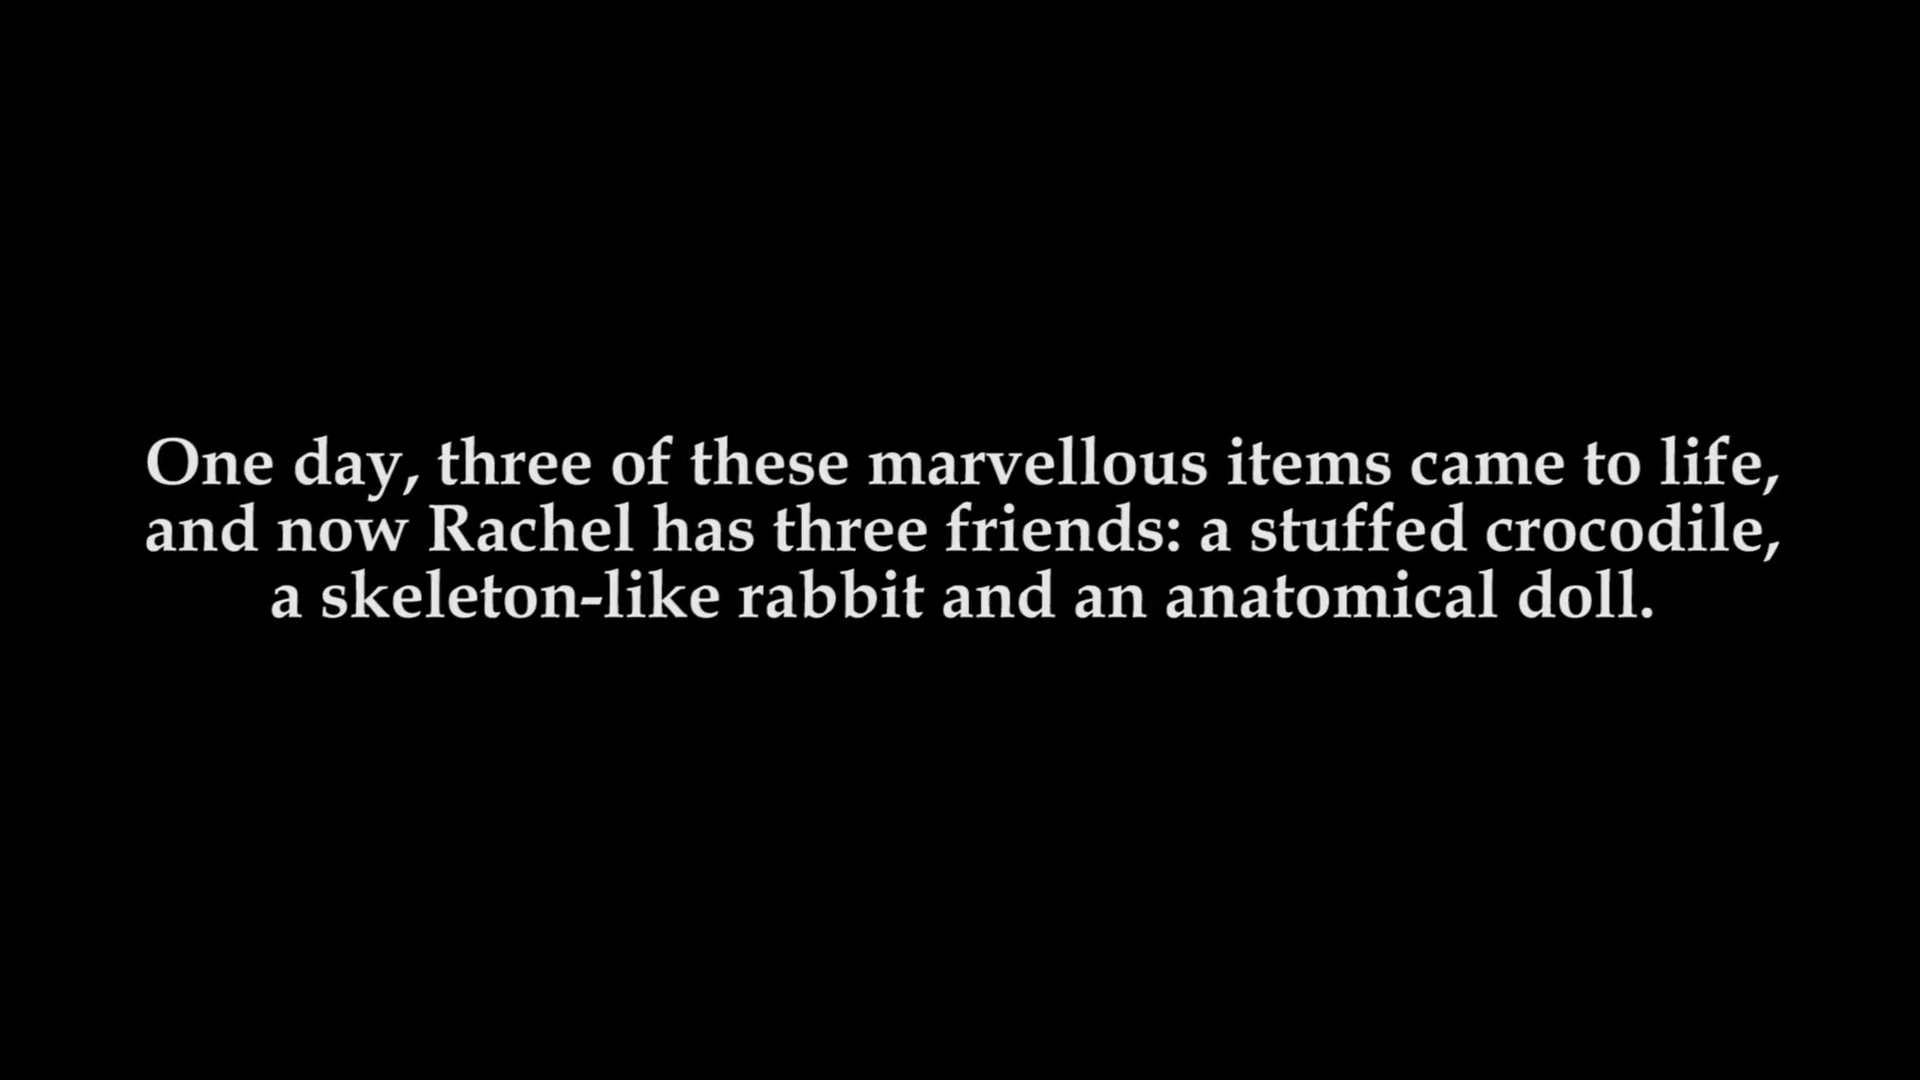 One day, three of these marvellous items came to life,
and now Rachel has three friends: a stuffed crocodile,
a skeleton-like rabbit and an anatomical doll.